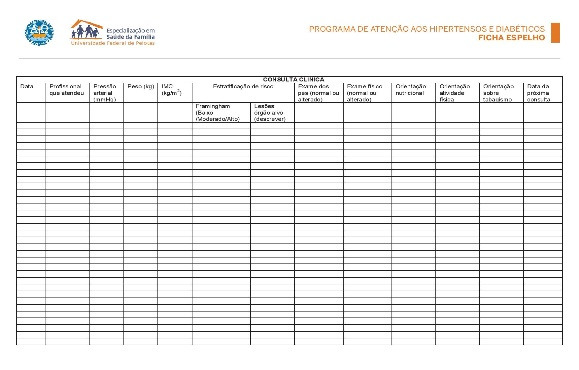 Especialização em
Saúde da Família
Universidade Federal de Pelotas
PROGRAMA DE ATENÇÃO AOS HIPERTENSOS E DIABÉTICOS
FICHA ESPELHO
CONSULTA CLÍNICA
Data
Profissional
que atendeu
Pressão
arterial
(mmHg)
Peso (kg)
IMC
(kg/m²)
Estratificação de risco
Exame dos
pés (normal ou
alterado)
Exame físico
(normal ou
alterado)
Orientação
nutricional
Orientação
atividade
física
Orientação
sobre
tabagismo
Data da
próxima
consulta
Framingham
(Baixo
/Moderado/Alto)
Lesões
órgão alvo
(descrever)